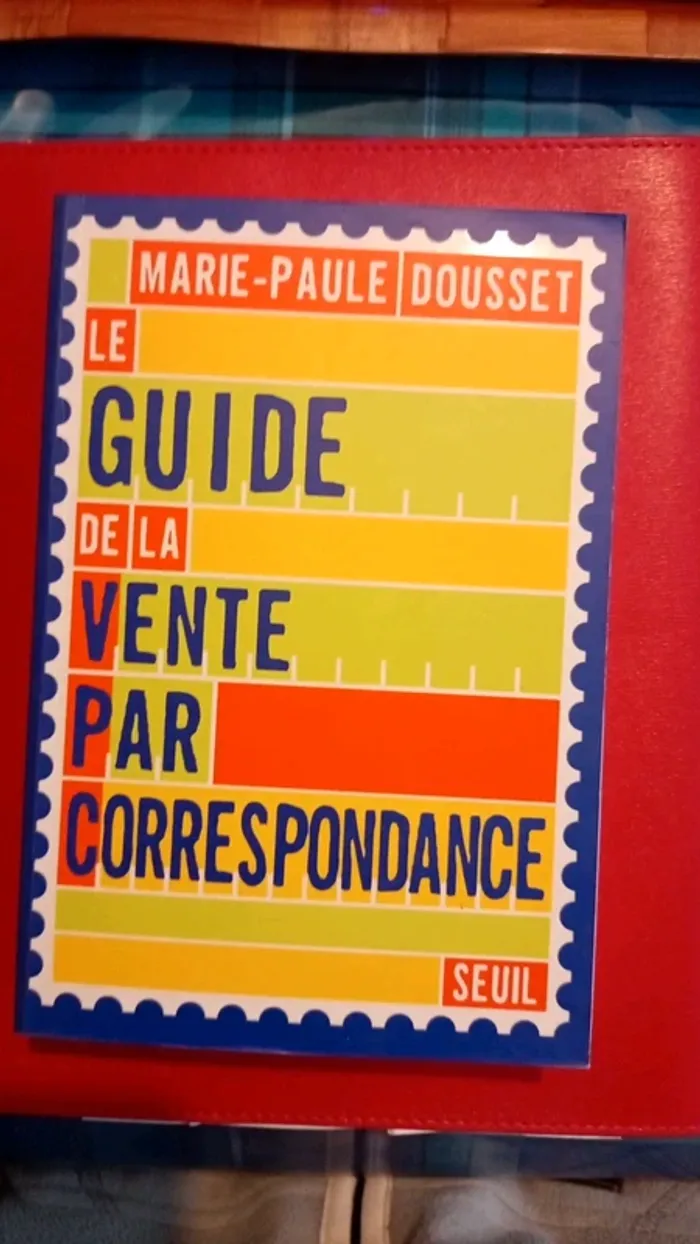 MARIE-PAULE DOUSSET
LE
GUIDE
DE LA
VENTE
PAR
CORRESPONDANCE
SEUIL